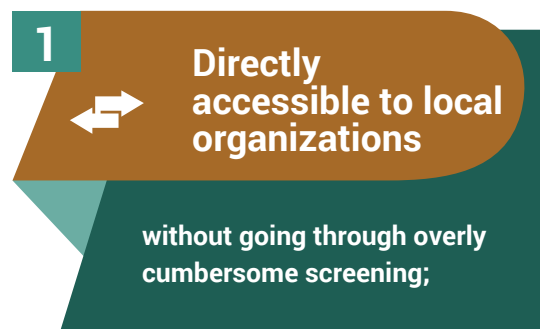 1
Directly
accessible to local
organizations
without going through overly
cumbersome screening;